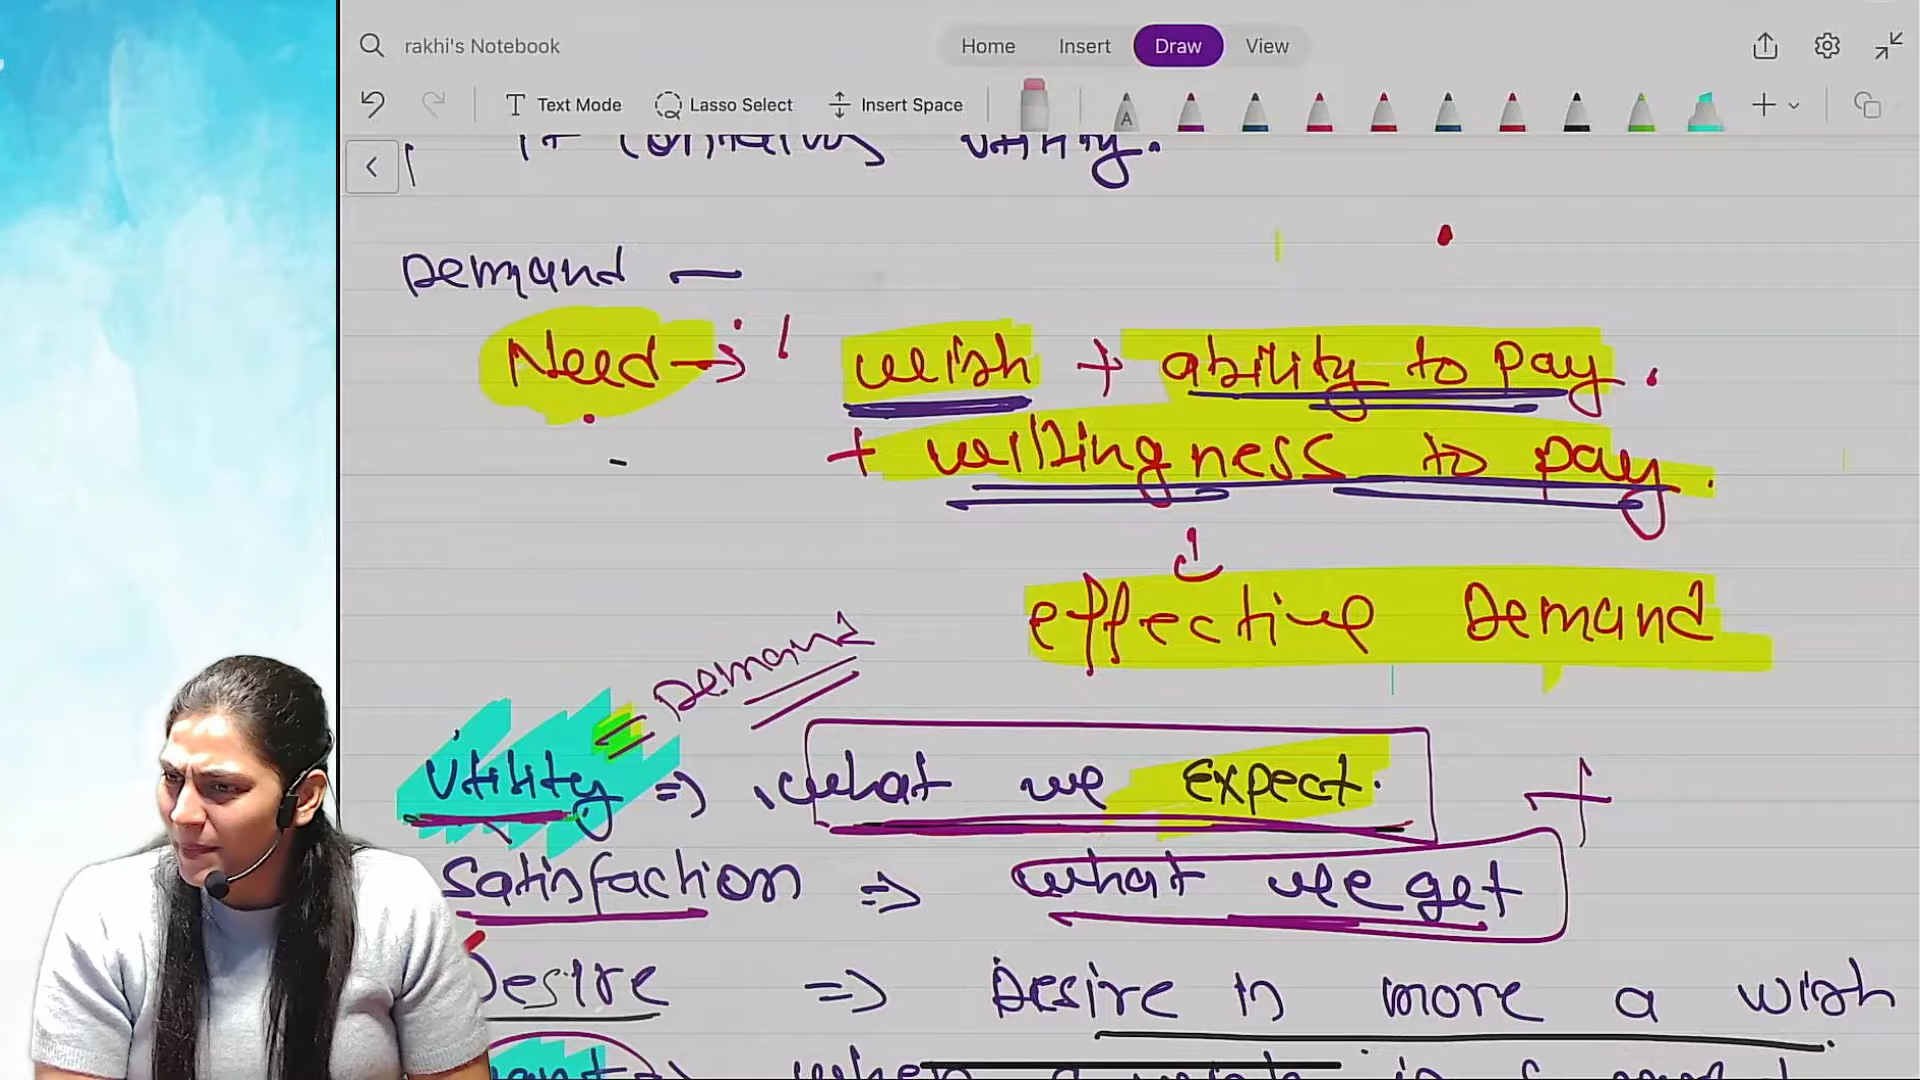 rakhi's Notebook
Home Insert Draw View
Text Mode Lasso Select Insert Space
A
utility.
Demand —
Need → wish + ability to pay.
+ willingness to pay.
effective Demand
Demand
Utility => what we expect. +
Satisfaction => what we get
Desire => Desire is more a wish